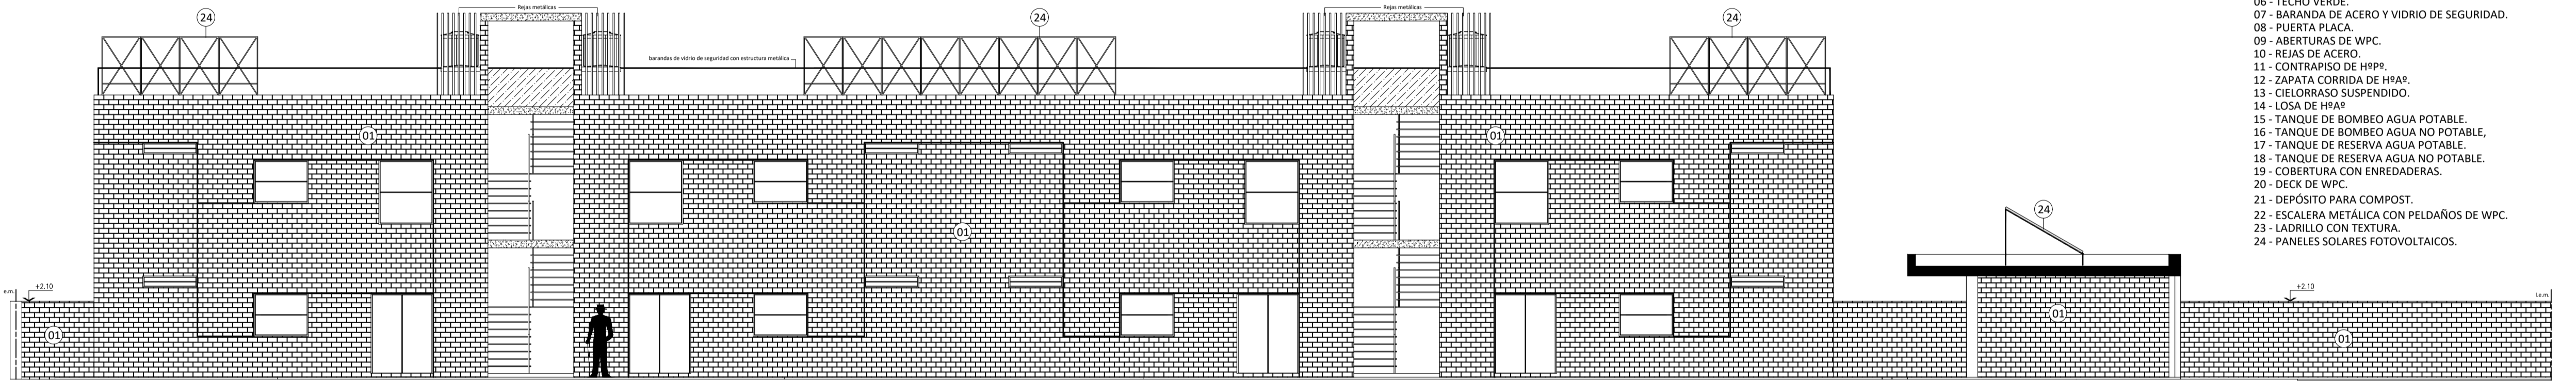 Rejas metálicas
Rejas metálicas
24
24
24
barandas de vidrio de seguridad con estructura metálica
01
01
01
24
e.m.
+2.10
+2.10
l.e.m.
01
01
01
06 - TECHO VERDE.
07 - BARANDA DE ACERO Y VIDRIO DE SEGURIDAD.
08 - PUERTA PLACA.
09 - ABERTURAS DE WPC.
10 - REJAS DE ACERO.
11 - CONTRAPISO DE HºPº.
12 - ZAPATA CORRIDA DE HºAº.
13 - CIELORRASO SUSPENDIDO.
14 - LOSA DE HºAº
15 - TANQUE DE BOMBEO AGUA POTABLE.
16 - TANQUE DE BOMBEO AGUA NO POTABLE,
17 - TANQUE DE RESERVA AGUA POTABLE.
18 - TANQUE DE RESERVA AGUA NO POTABLE.
19 - COBERTURA CON ENREDADERAS.
20 - DECK DE WPC.
21 - DEPÓSITO PARA COMPOST.
22 - ESCALERA METÁLICA CON PELDAÑOS DE WPC.
23 - LADRILLO CON TEXTURA.
24 - PANELES SOLARES FOTOVOLTAICOS.